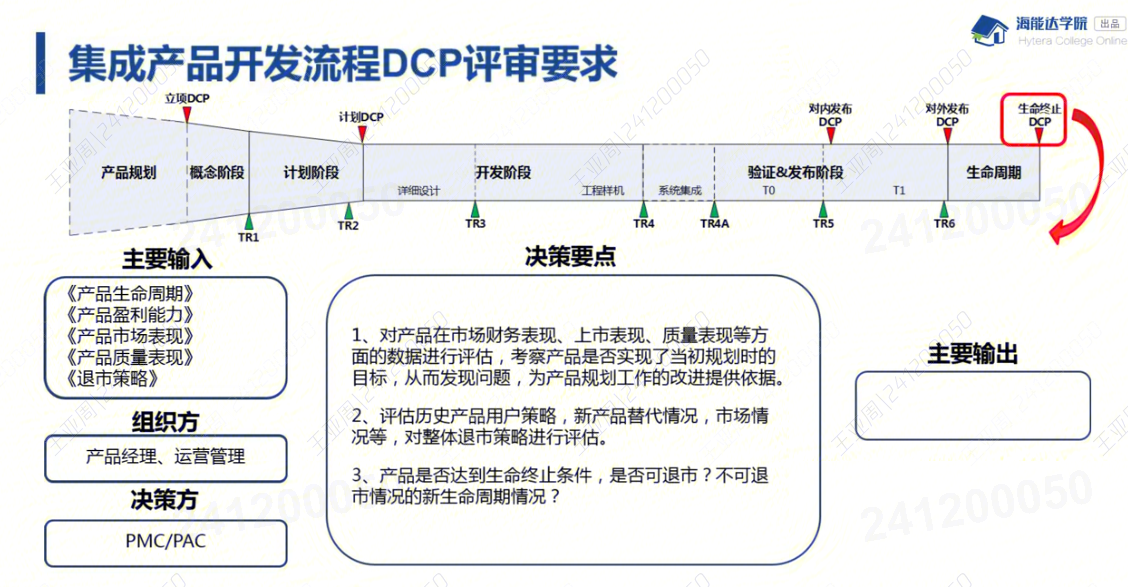 海能达学院 出品
Hytera College Online
集成产品开发流程DCP评审要求
立项DCP
计划DCP
对内发布
DCP
对外发布
DCP
生命终止
DCP
产品规划
概念阶段
计划阶段
开发阶段
验证&发布阶段
生命周期
详细设计
工程样机
系统集成
T0
T1
TR1
TR2
TR3
TR4
TR4A
TR5
TR6
主要输入
《产品生命周期》
《产品盈利能力》
《产品市场表现》
《产品质量表现》
《退市策略》
组织方
产品经理、运营管理
决策方
PMC/PAC
决策要点
1、对产品在市场财务表现、上市表现、质量表现等方
面的数据进行评估，考察产品是否实现了当初规划时的
目标，从而发现问题，为产品规划工作的改进提供依据。
2、评估历史产品用户策略，新产品替代情况，市场情
况等，对整体退市策略进行评估。
3、产品是否达到生命终止条件，是否可退市？不可退
市情况的新生命周期情况？
主要输出
王亚周|241200050
241200050